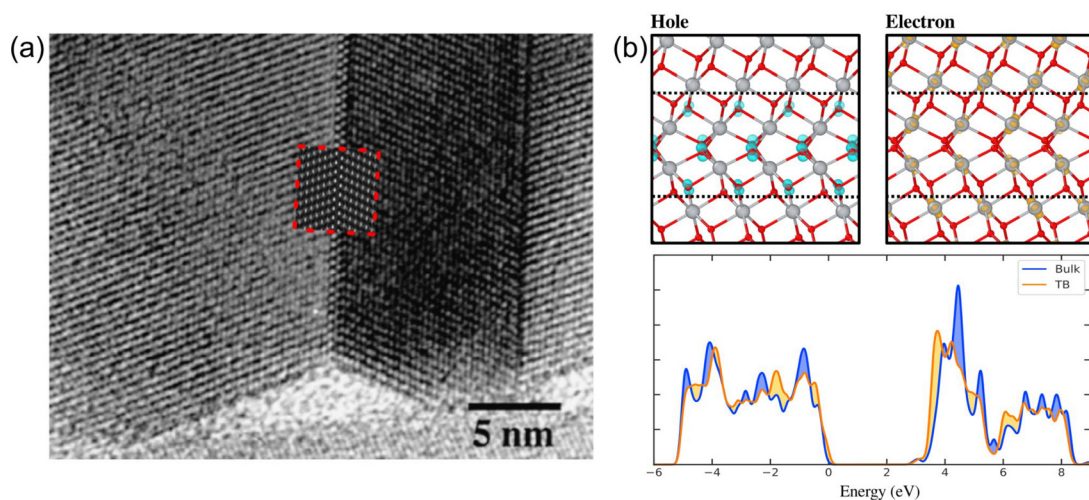 (a)
5 nm
(b)
Hole
Electron
Bulk
TB
−6 −4 −2 0 2 4 6 8
Energy (eV)